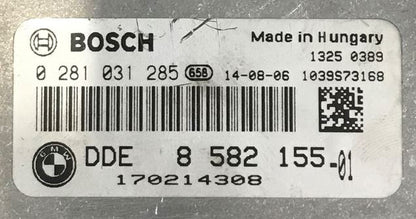 BOSCH
Made in Hungary
1325 0389
0 281 031 285 658 14-08-06 1039S73168
BMW
DDE 8 582 155-01
170214308